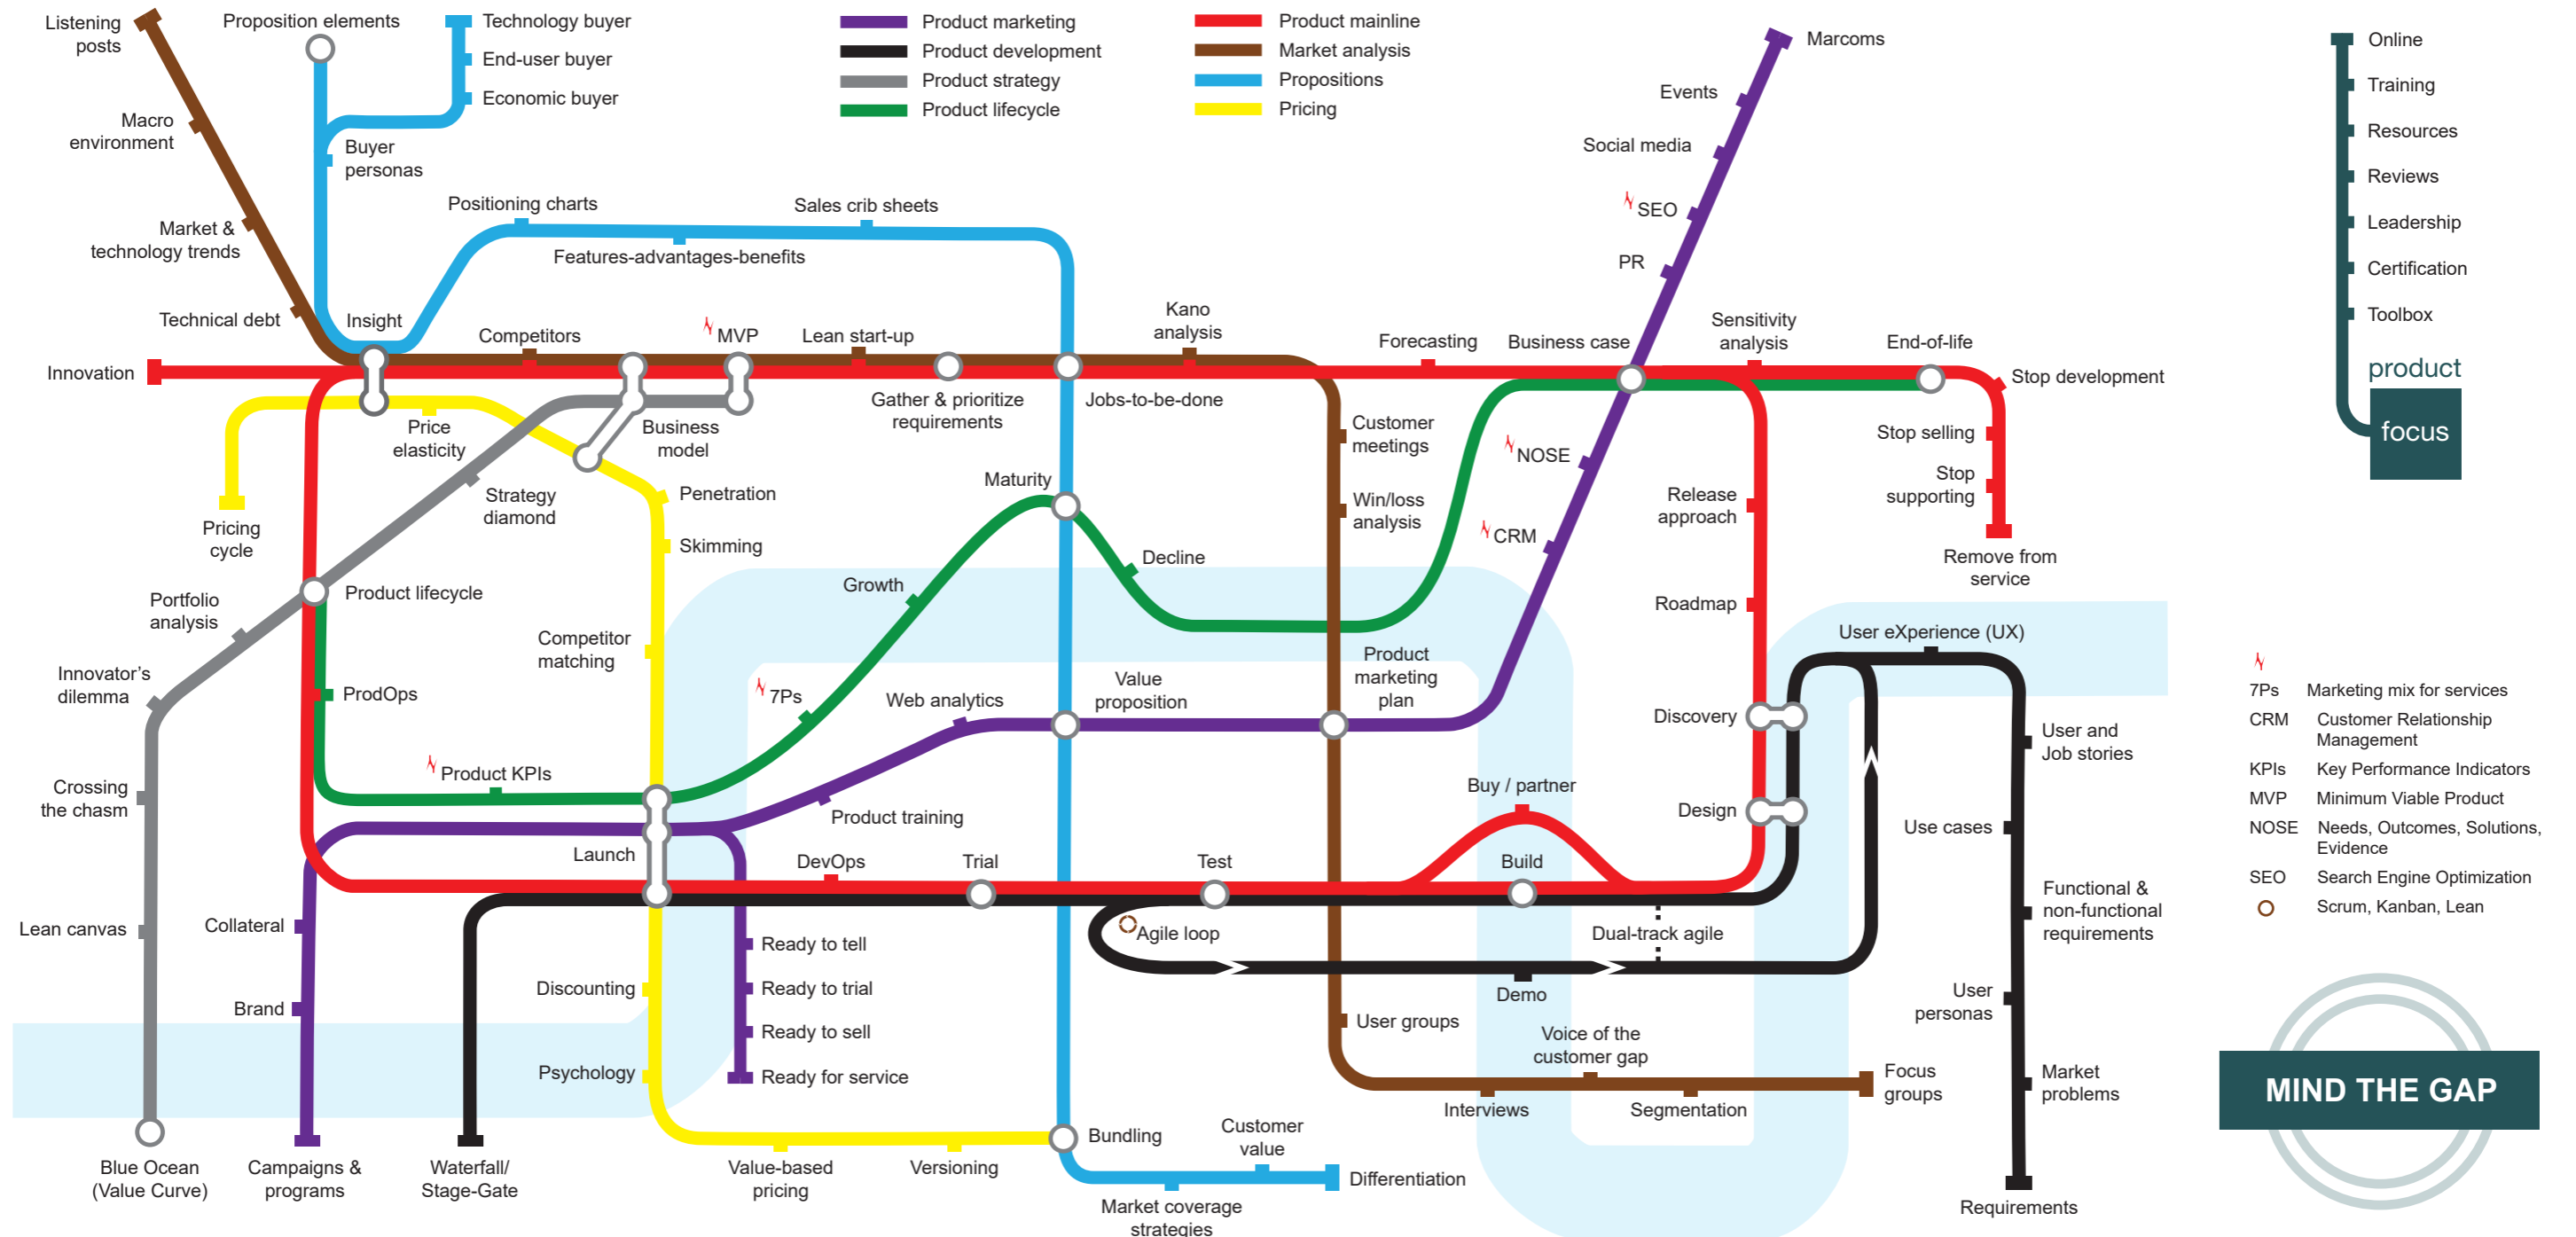 Listening
posts
Proposition elements
Technology buyer
End-user buyer
Economic buyer
Product marketing
Product development
Product strategy
Product lifecycle
Product mainline
Market analysis
Propositions
Pricing
Marcoms
Events
Social media
SEO
PR
Online
Training
Resources
Reviews
Leadership
Certification
Toolbox
product
focus
Macro
environment
Buyer
personas
Market &
technology trends
Positioning charts
Sales crib sheets
Features-advantages-benefits
Technical debt
Insight
Competitors
MVP
Lean start-up
Kano
analysis
Forecasting
Business case
Sensitivity
analysis
End-of-life
Innovation
Stop development
Gather & prioritize
requirements
Jobs-to-be-done
Price
elasticity
Business
model
Customer
meetings
Stop selling
NOSE
Stop
supporting
Maturity
Strategy
diamond
Penetration
Win/loss
analysis
Release
approach
Pricing
cycle
Skimming
CRM
Decline
Remove from
service
Growth
Product lifecycle
Portfolio
analysis
Roadmap
Competitor
matching
User eXperience (UX)
Innovator's
dilemma
ProdOps
7Ps
Web analytics
Value
proposition
Product
marketing
plan
Discovery
User and
Job stories
Product KPIs
Crossing
the chasm
Product training
Buy / partner
Design
Use cases
Launch
DevOps
Trial
Test
Build
Collateral
Lean canvas
Ready to tell
Agile loop
Dual-track agile
Functional &
non-functional
requirements
Discounting
Ready to trial
Demo
Brand
Ready to sell
User groups
User
personas
Voice of the
customer gap
Psychology
Ready for service
Focus
groups
Market
problems
Interviews
Segmentation
Bundling
Customer
value
Blue Ocean
(Value Curve)
Campaigns &
programs
Waterfall/
Stage-Gate
Value-based
pricing
Versioning
Differentiation
Market coverage
strategies
Requirements
7Ps Marketing mix for services
CRM Customer Relationship
Management
KPIs Key Performance Indicators
MVP Minimum Viable Product
NOSE Needs, Outcomes, Solutions,
Evidence
SEO Search Engine Optimization
Scrum, Kanban, Lean
MIND THE GAP